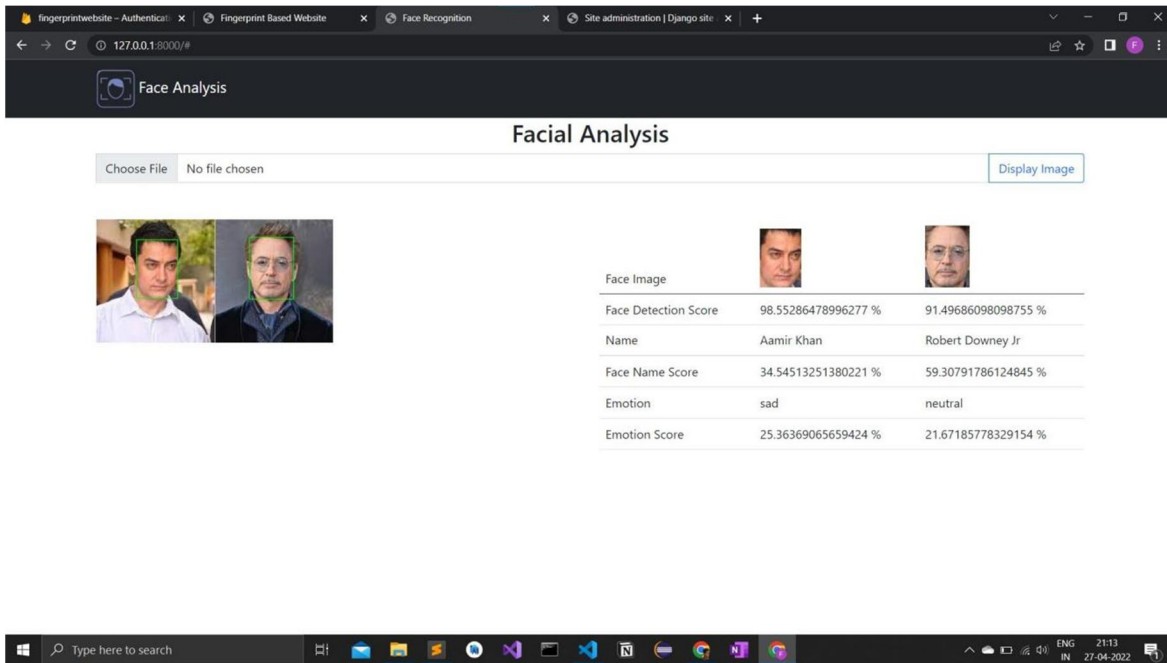 fingerprintwebsite – Authenticati
Fingerprint Based Website
Face Recognition
Site administration | Django site
127.0.0.1:8000/#
F
Face Analysis
Facial Analysis
Choose File No file chosen Display Image
Face Image
Face Detection Score 98.55286478996277 % 91.49686098098755 %
Name Aamir Khan Robert Downey Jr
Face Name Score 34.54513251380221 % 59.30791786124845 %
Emotion sad neutral
Emotion Score 25.36369065659424 % 21.67185778329154 %
Type here to search
ENG 21:13
IN 27-04-2022